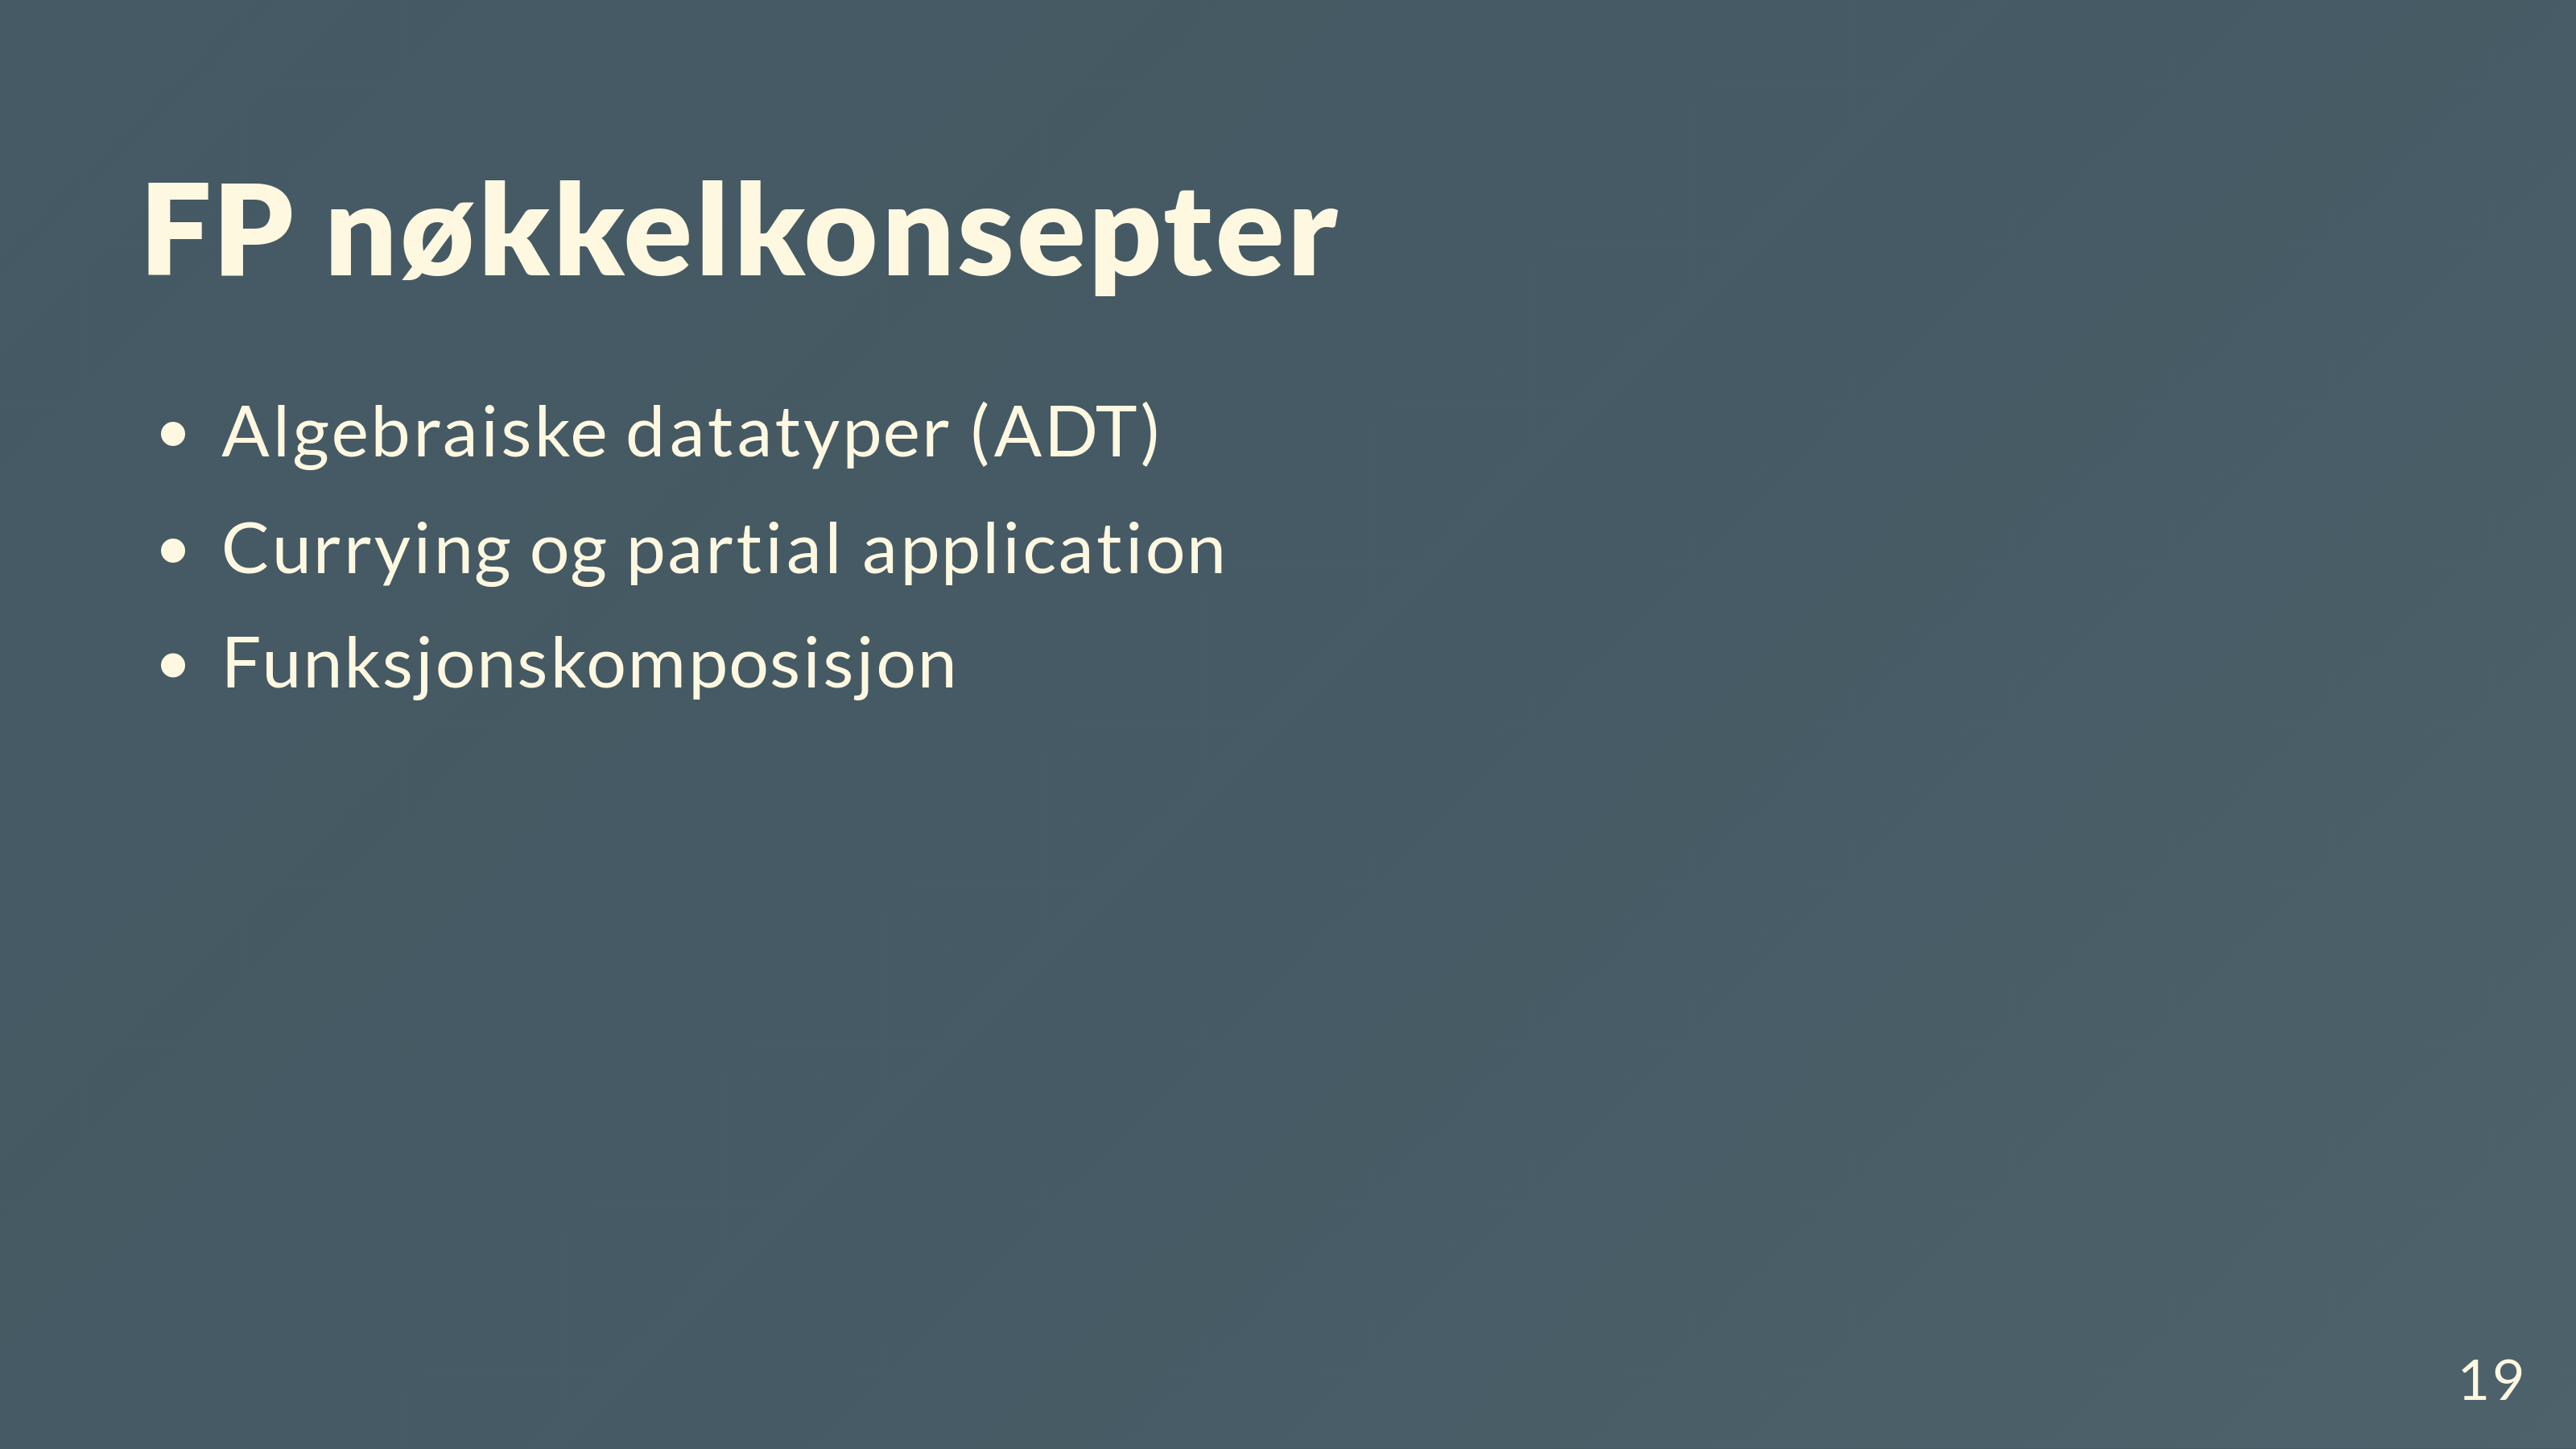 FP nøkkelkonsepter
• Algebraiske datatyper (ADT)
• Currying og partial application
• Funksjonskomposisjon
19